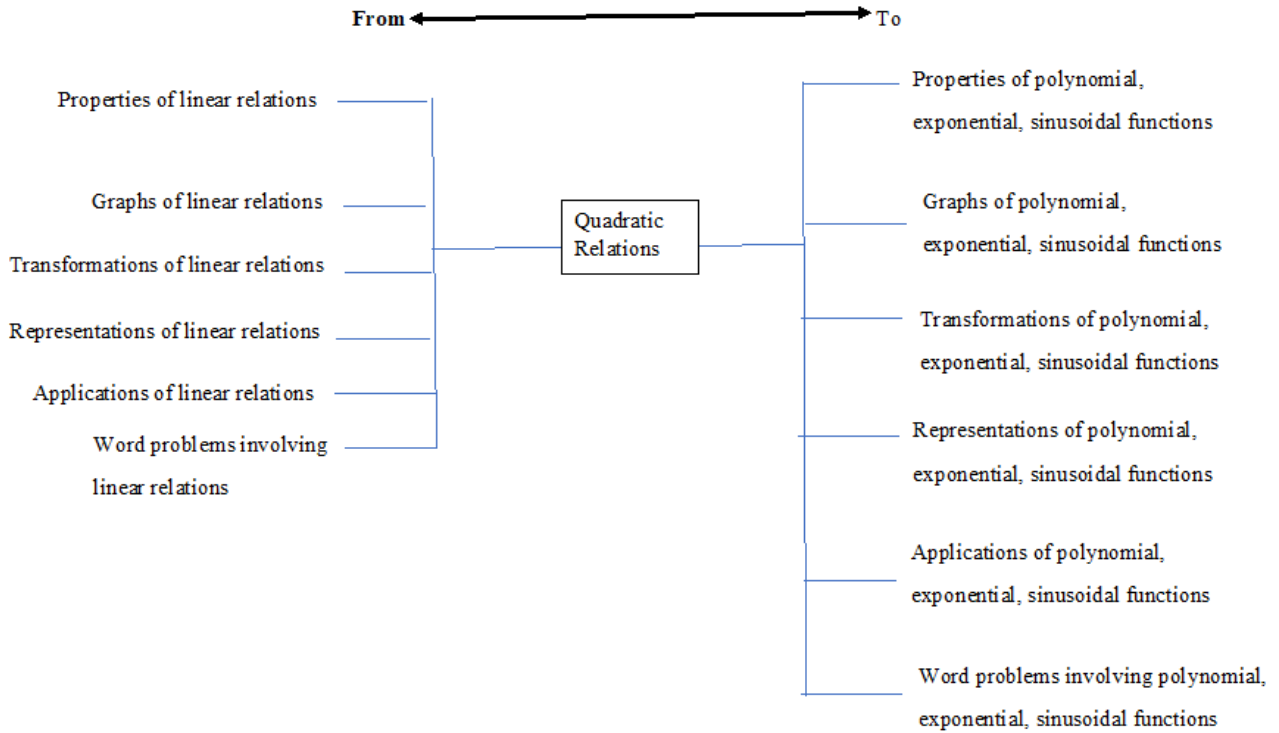 From To
Properties of linear relations
Graphs of linear relations
Transformations of linear relations
Representations of linear relations
Applications of linear relations
Word problems involving
linear relations
Quadratic
Relations
Properties of polynomial,
exponential, sinusoidal functions
Graphs of polynomial,
exponential, sinusoidal functions
Transformations of polynomial,
exponential, sinusoidal functions
Representations of polynomial,
exponential, sinusoidal functions
Applications of polynomial,
exponential, sinusoidal functions
Word problems involving polynomial,
exponential, sinusoidal functions